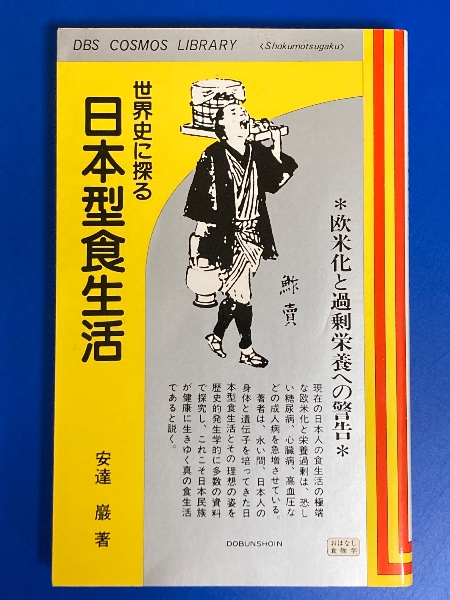 DBS COSMOS LIBRARY 〈Shokumotsugaku〉
世界史に探る
日本型食生活
安達 巖 著
鮓賣
*欧米化と過剰栄養への警告*
現在の日本人の食生活の極端
な欧米化と栄養過剰は、恐し
い糖尿病、心臓病、高血圧な
どの成人病を急増させている。
著者は、永い間、日本人の
身体と遺伝子を培ってきた日
本型食生活とその理想の姿を
歴史的発生学的に多数の資料
で探究し、これこそ日本民族
が健康に生きゆく真の食生活
であると説く。
DOBUNSHOIN
おはなし
食物学